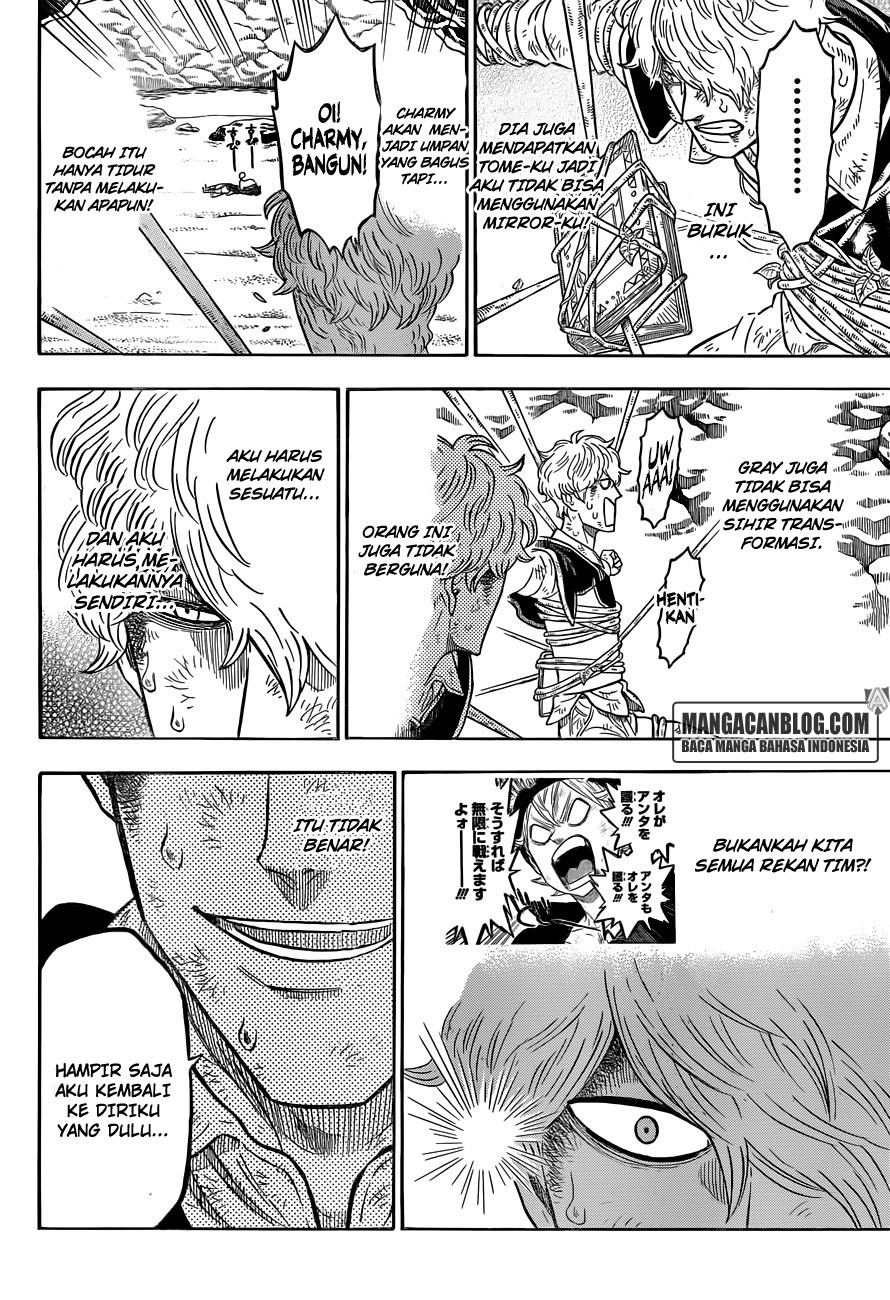 ..........
INI
BURUK
...
DIA JUGA
MENDAPATKAN
TOME-KU JADI
AKU TIDAK BISA
MENGGUNAKAN
MIRROR-KU!
CHARMY
AKAN MEN-
JADI UMPAN
YANG BAGUS
TAPI...
OI!
CHARMY,
BANGUN!
BOCAH ITU
HANYA TIDUR
TANPA MELAKU-
KAN APAPUN!
GRAY JUGA
TIDAK BISA
MENGGUNAKAN
SIHIR TRANS-
FORMASI.
UW
AAA!
HENTI-
KAN
ORANG INI
JUGA TIDAK
BERGUNA!
AKU HARUS
MELAKUKAN
SESUATU...
DAN AKU
HARUS ME-
LAKUKANNYA
SENDIRI...
MANGACANBLOG.COM
BACA MANGA BAHASA INDONESIA
BUKANKAH KITA
SEMUA REKAN TIM?!
オレが
アンタを
護る!!!
アンタも
オレを
護る!!!
そうすれば
無限に戦えます
よォーーー!!!
ITU TIDAK
BENAR!
HAMPIR SAJA
AKU KEMBALI
KE DIRIKU
YANG DULU...